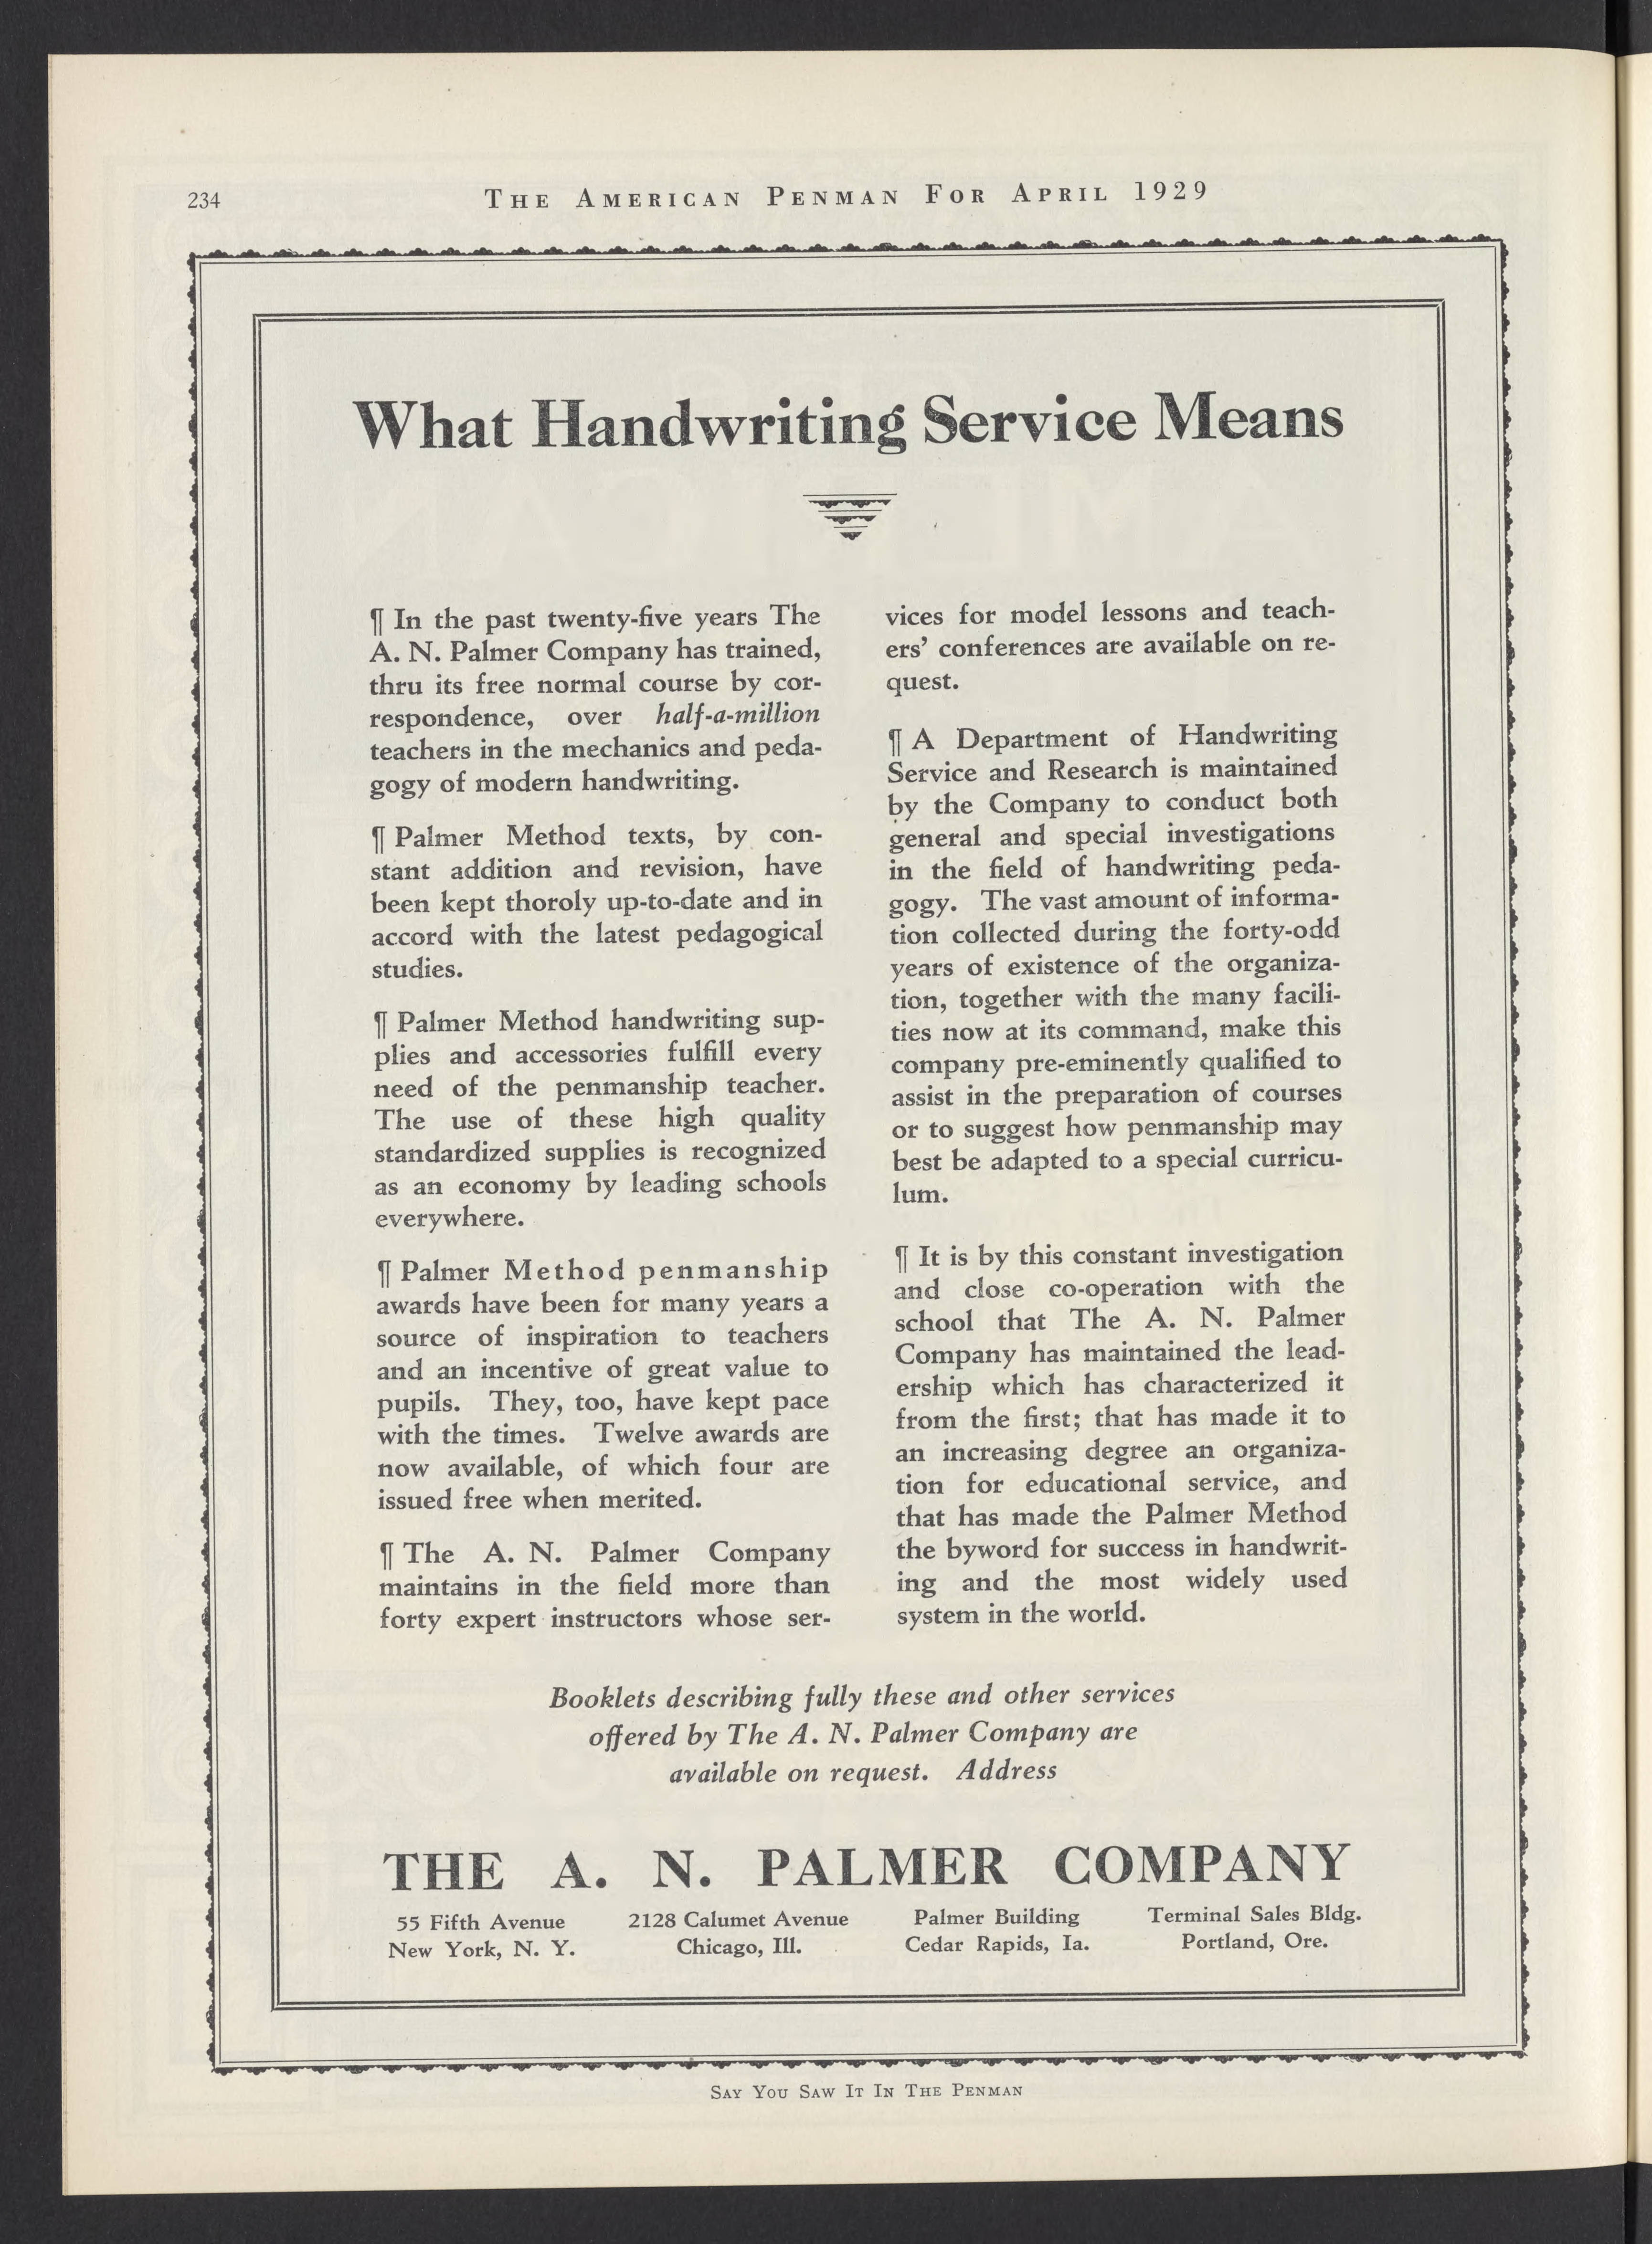 234
THE AMERICAN PENMAN FOR APRIL 1929
What Handwriting Service Means
¶ In the past twenty-five years The
A. N. Palmer Company has trained,
thru its free normal course by cor-
respondence, over half-a-million
teachers in the mechanics and peda-
gogy of modern handwriting.
¶ Palmer Method texts, by con-
stant addition and revision, have
been kept thoroly up-to-date and in
accord with the latest pedagogical
studies.
¶ Palmer Method handwriting sup-
plies and accessories fulfill every
need of the penmanship teacher.
The use of these high quality
standardized supplies is recognized
as an economy by leading schools
everywhere.
¶ Palmer Method penmanship
awards have been for many years a
source of inspiration to teachers
and an incentive of great value to
pupils. They, too, have kept pace
with the times. Twelve awards are
now available, of which four are
issued free when merited.
¶ The A. N. Palmer Company
maintains in the field more than
forty expert instructors whose ser-
vices for model lessons and teach-
ers’ conferences are available on re-
quest.
¶ A Department of Handwriting
Service and Research is maintained
by the Company to conduct both
general and special investigations
in the field of handwriting peda-
gogy. The vast amount of informa-
tion collected during the forty-odd
years of existence of the organiza-
tion, together with the many facili-
ties now at its command, make this
company pre-eminently qualified to
assist in the preparation of courses
or to suggest how penmanship may
best be adapted to a special curricu-
lum.
¶ It is by this constant investigation
and close co-operation with the
school that The A. N. Palmer
Company has maintained the lead-
ership which has characterized it
from the first; that has made it to
an increasing degree an organiza-
tion for educational service, and
that has made the Palmer Method
the byword for success in handwrit-
ing and the most widely used
system in the world.
Booklets describing fully these and other services
offered by The A. N. Palmer Company are
available on request. Address
THE A. N. PALMER COMPANY
55 Fifth Avenue 2128 Calumet Avenue Palmer Building Terminal Sales Bldg.
New York, N. Y. Chicago, Ill. Cedar Rapids, Ia. Portland, Ore.
SAY YOU SAW IT IN THE PENMAN